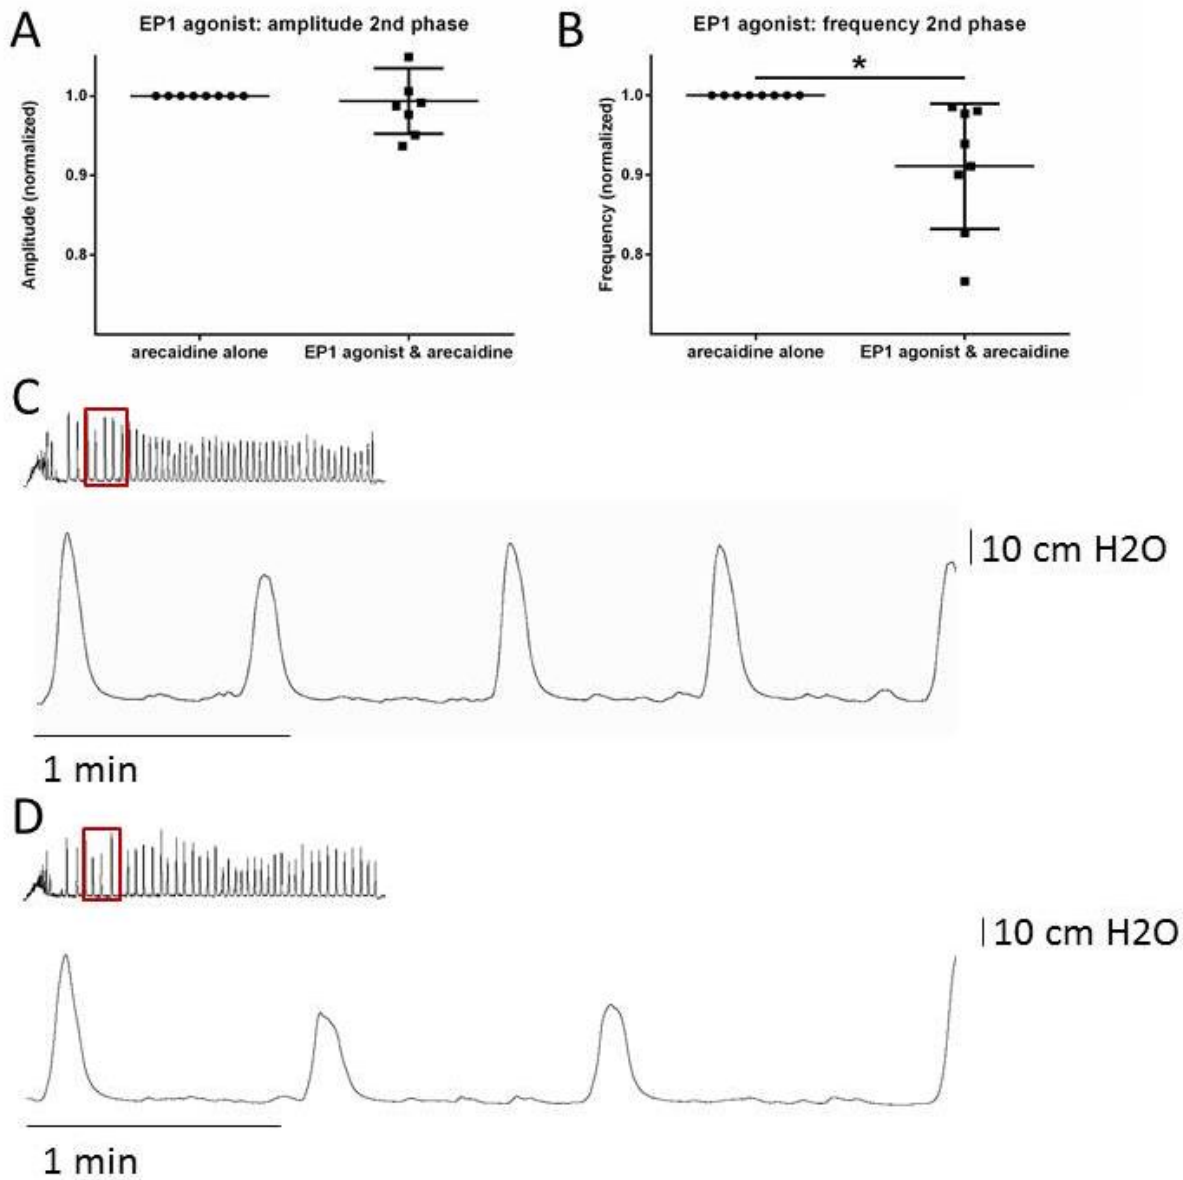 A
EP1 agonist: amplitude 2nd phase
Amplitude (normalized)
1.0
0.9
0.8
arecaidine alone
EP1 agonist & arecaidine
B
EP1 agonist: frequency 2nd phase
*
Frequency (normalized)
1.0
0.9
0.8
arecaidine alone
EP1 agonist & arecaidine
C
10 cm H2O
1 min
D
10 cm H2O
1 min